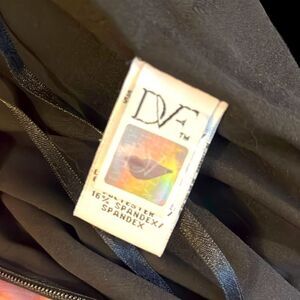 DVF
TM
16% SPANDEX/
SPANDEX